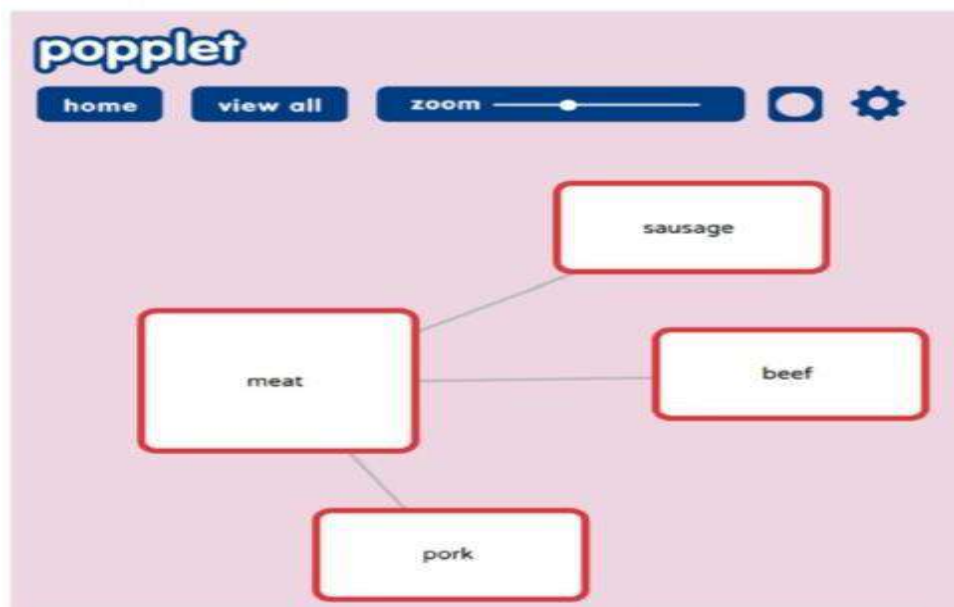 popplet
home view all zoom
sausage
beef
meat
pork